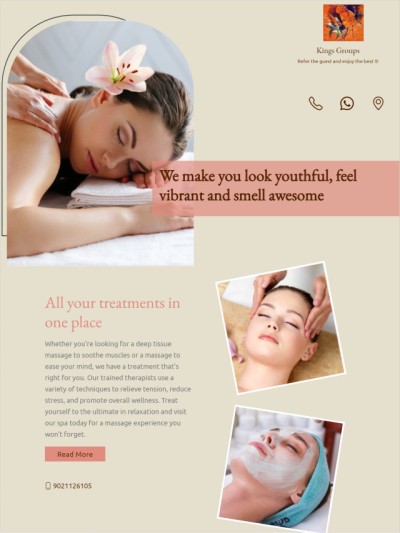 Kings Groups
Refer the guest and enjoy the best !!!
We make you look youthful, feel
vibrant and smell awesome
All your treatments in
one place
Whether you're looking for a deep tissue
massage to soothe muscles or a massage to
ease your mind, we have a treatment that's
right for you. Our trained therapists use a
variety of techniques to relieve tension, reduce
stress, and promote overall wellness. Treat
yourself to the ultimate in relaxation and visit
our spa today for a massage experience you
won't forget.
Read More
9021126105